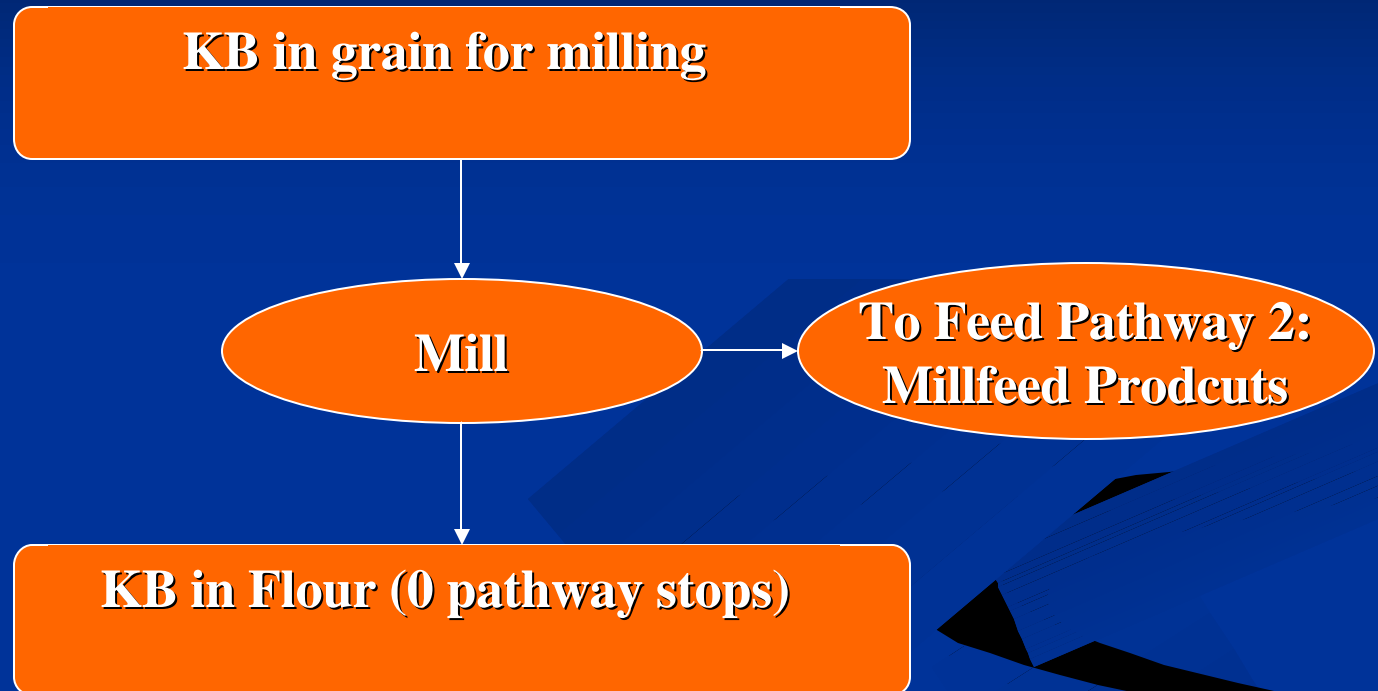 KB in grain for milling
Mill
To Feed Pathway 2:
Millfeed Prodcuts
KB in Flour (0 pathway stops)